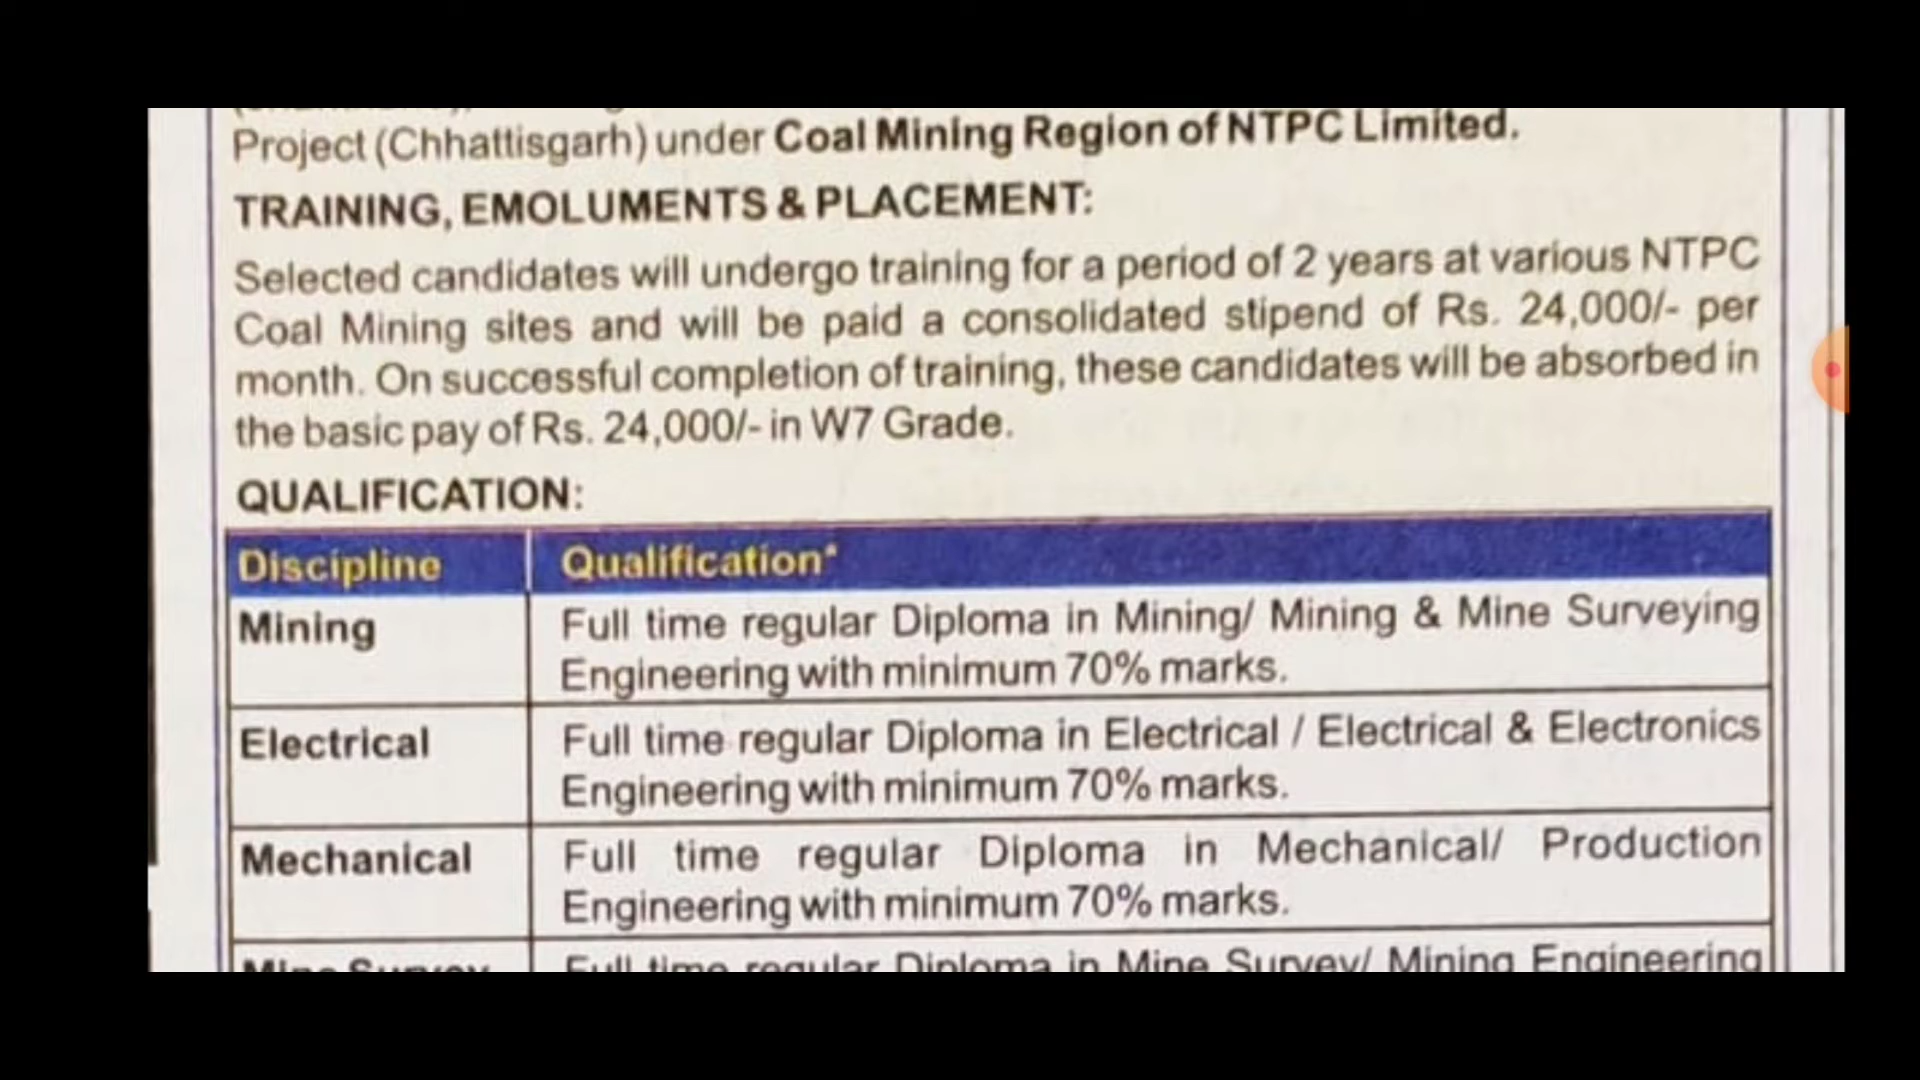 Project (Chhattisgarh) under Coal Mining Region of NTPC Limited.
TRAINING, EMOLUMENTS & PLACEMENT:
Selected candidates will undergo training for a period of 2 years at various NTPC
Coal Mining sites and will be paid a consolidated stipend of Rs. 24,000/- per
month. On successful completion of training, these candidates will be absorbed in
the basic pay of Rs. 24,000/- in W7 Grade.
QUALIFICATION:
Discipline Qualification*
Mining Full time regular Diploma in Mining/ Mining & Mine Surveying
Engineering with minimum 70% marks.
Electrical Full time regular Diploma in Electrical / Electrical & Electronics
Engineering with minimum 70% marks.
Mechanical Full time regular Diploma in Mechanical/ Production
Engineering with minimum 70% marks.
Mine Survey Full time regular Diploma in Mine Survey/ Mining Engineering